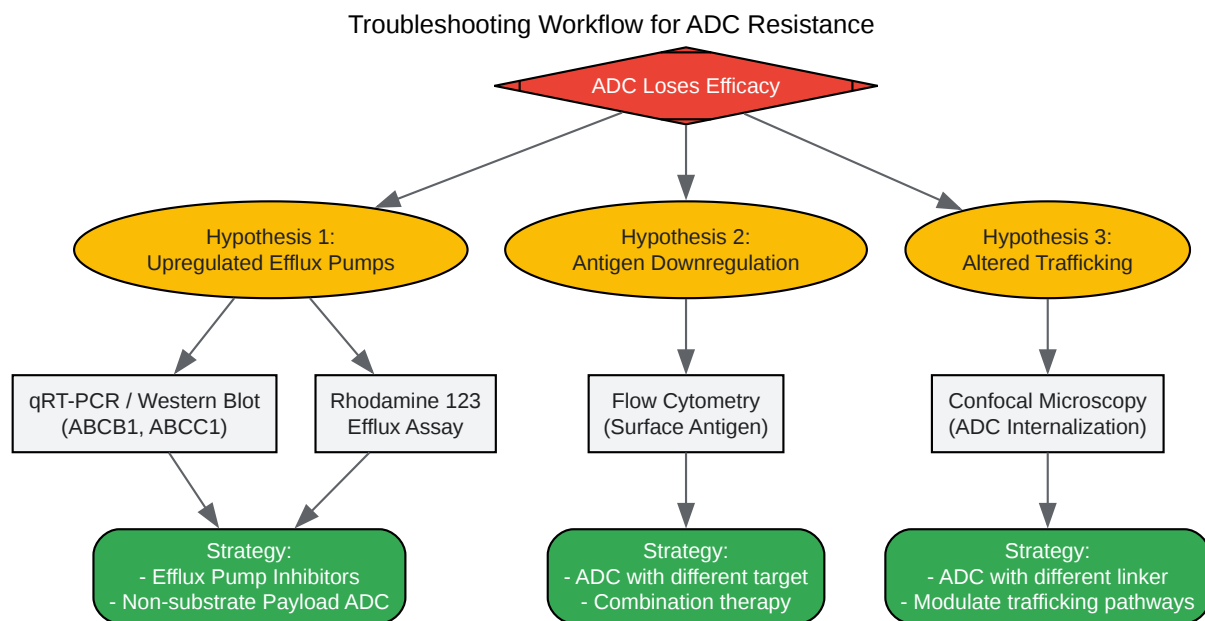 Troubleshooting Workflow for ADC Resistance
ADC Loses Efficacy
Hypothesis 1:
Upregulated Efflux Pumps
Hypothesis 2:
Antigen Downregulation
Hypothesis 3:
Altered Trafficking
qRT-PCR / Western Blot
(ABCB1, ABCC1)
Rhodamine 123
Efflux Assay
Flow Cytometry
(Surface Antigen)
Confocal Microscopy
(ADC Internalization)
Strategy:
- Efflux Pump Inhibitors
- Non-substrate Payload ADC
Strategy:
- ADC with different target
- Combination therapy
Strategy:
- ADC with different linker
- Modulate trafficking pathways